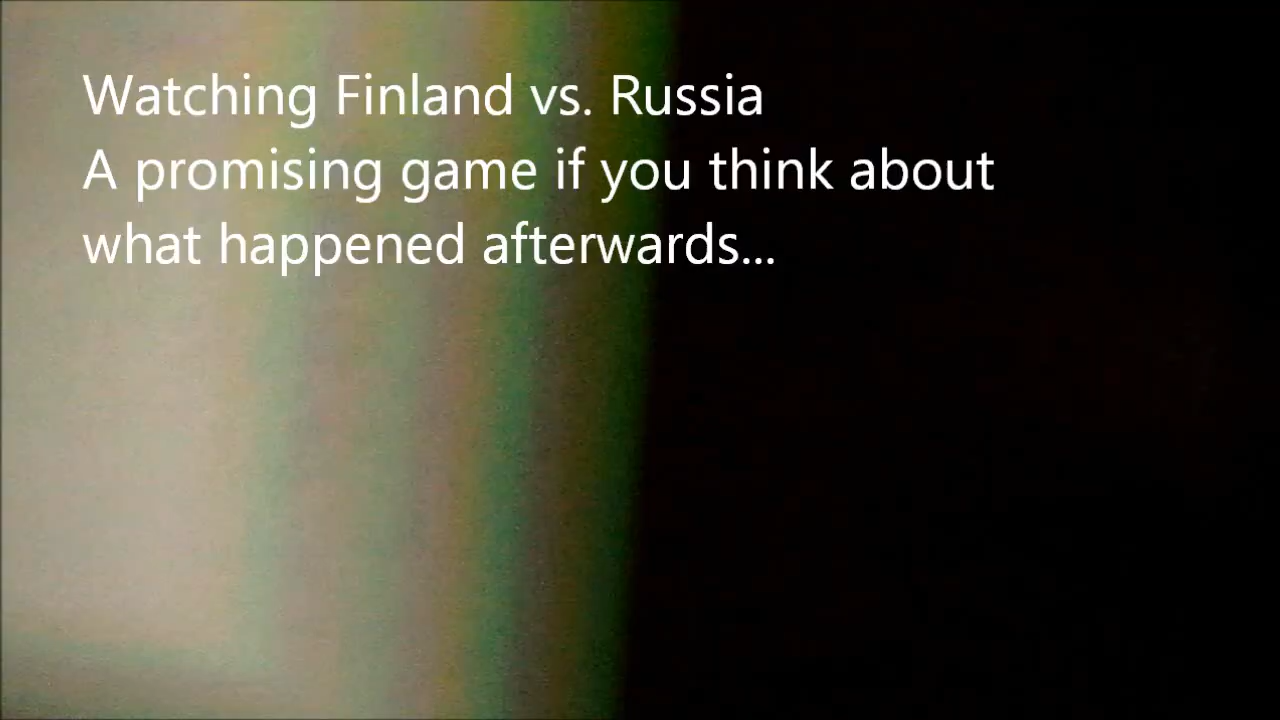 Watching Finland vs. Russia
A promising game if you think about
what happened afterwards...